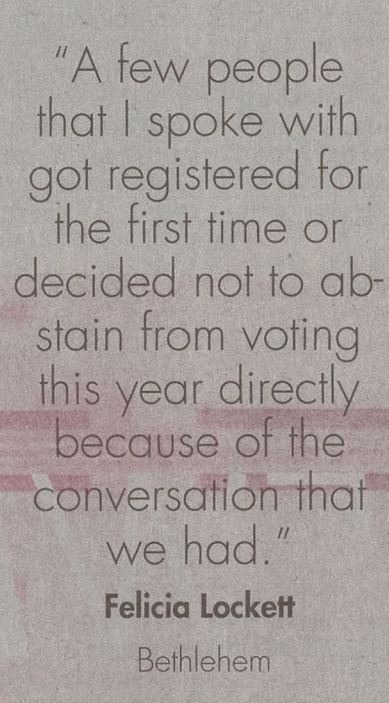 “A few people
that I spoke with
got registered for
the first time or
decided not to ab-
stain from voting
this year directly
because of the
conversation that
we had.”
Felicia Lockett
Bethlehem